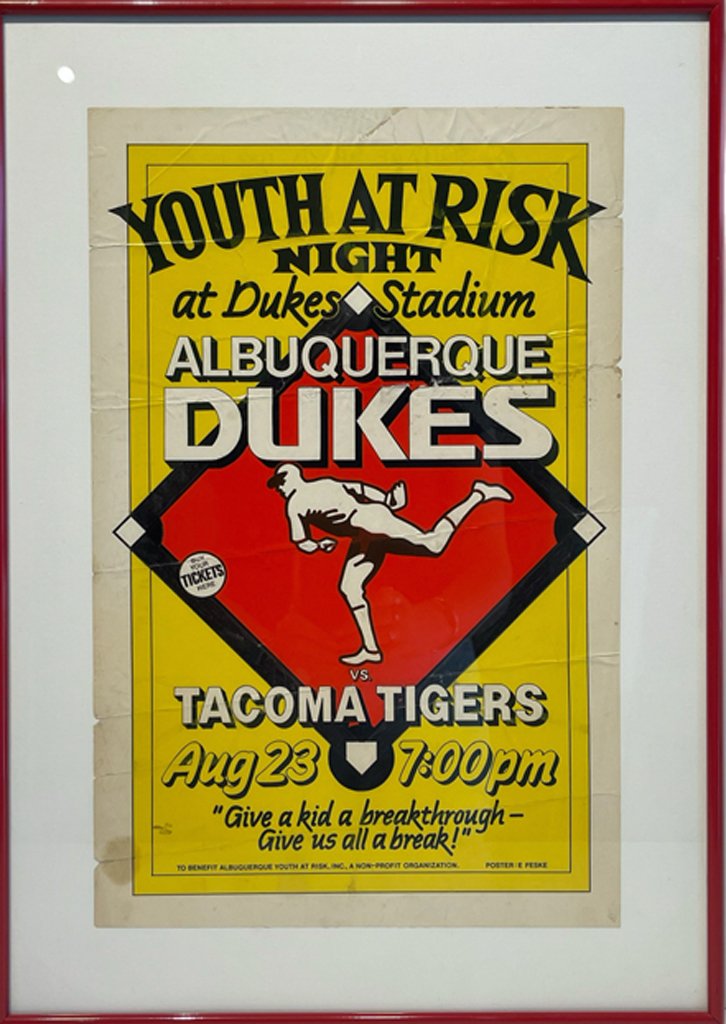 YOUTH AT RISK
NIGHT
at Dukes Stadium
ALBUQUERQUE
DUKES
BUY
YOUR
TICKETS
HERE
VS.
TACOMA TIGERS
Aug 23 7:00pm
"Give a kid a breakthrough –
Give us all a break!"
TO BENEFIT ALBUQUERQUE YOUTH AT RISK, INC., A NON-PROFIT ORGANIZATION. POSTER: E FESKE